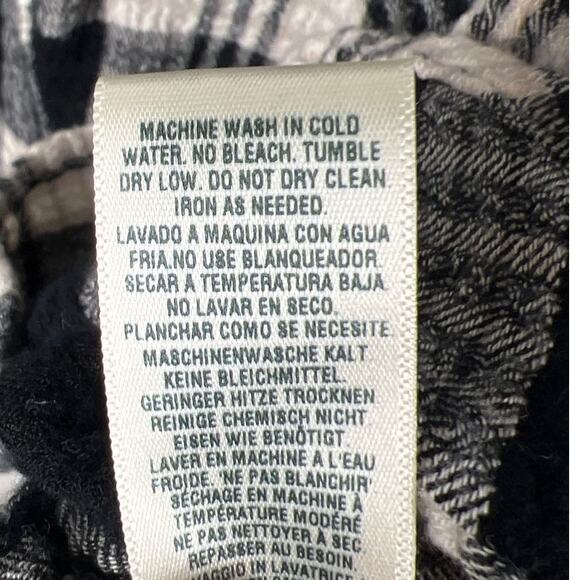 MACHINE WASH IN COLD
WATER. NO BLEACH. TUMBLE
DRY LOW. DO NOT DRY CLEAN
IRON AS NEEDED.
LAVADO A MAQUINA CON AGUA
FRIA.NO USE BLANQUEADOR.
SECAR A TEMPERATURA BAJA
NO LAVAR EN SECO.
PLANCHAR COMO SE NECESITE.
MASCHINENWASCHE KALT
KEINE BLEICHMITTEL.
GERINGER HITZE TROCKNEN
REINIGE CHEMISCH NICHT
EISEN WIE BENÖTIGT
LAVER EN MACHINE A L'EAU
FROIDE. 'NE PAS BLANCHIR'
SÉCHAGE EN MACHINE À
TEMPÉRATURE MODÉRÉ
NE PAS NETTOYER À SEC.
REPASSER AU BESOIN
IN LAVATRICE